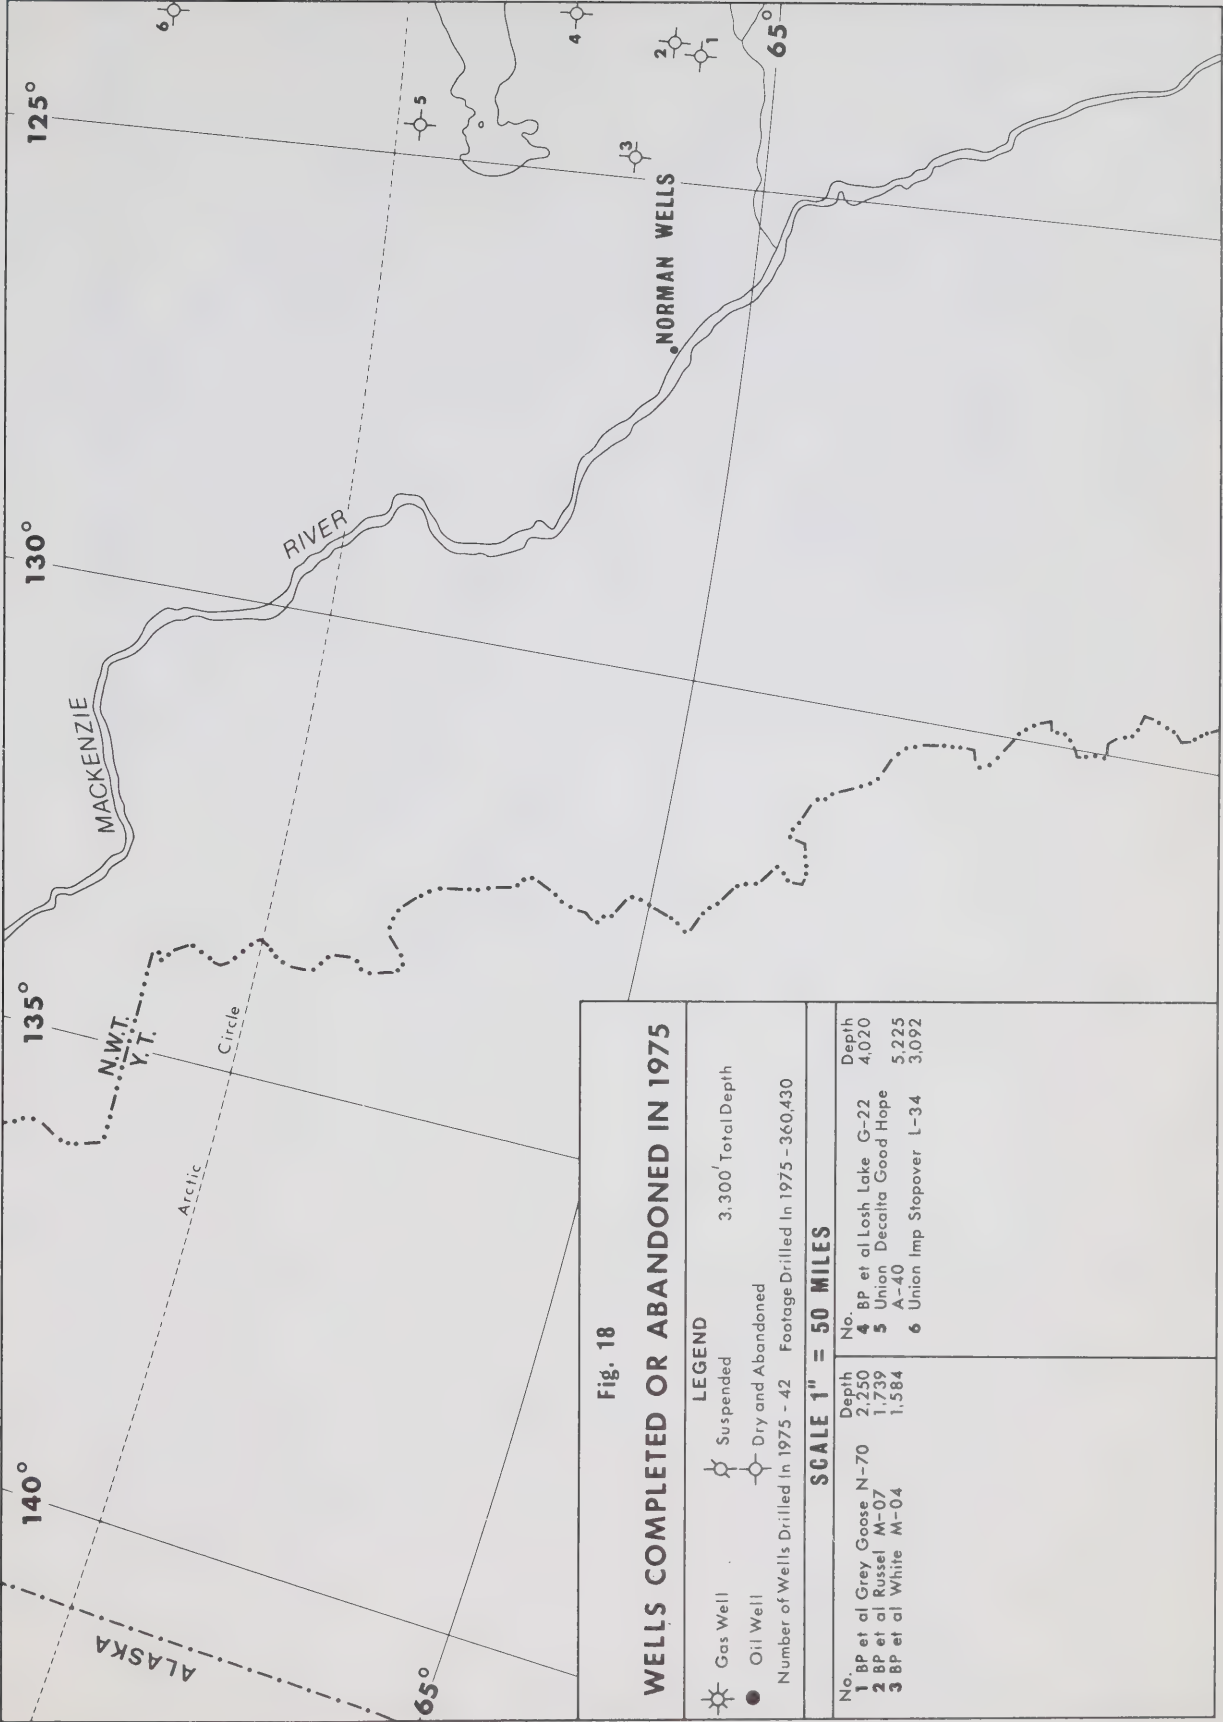 140°
135°
130°
125°
6
5
4
3
2
1
ALASKA
N.W.T.
Y. T.
MACKENZIE
RIVER
Arctic
Circle
NORMAN WELLS
65°
65°
Fig. 18
WELLS COMPLETED OR ABANDONED IN 1975
LEGEND
Gas Well
Suspended
3,300' Total Depth
Oil Well
Dry and Abandoned
Number of Wells Drilled In 1975 - 42 Footage Drilled In 1975 - 360,430
SCALE 1" = 50 MILES
No. Depth
1 BP et al Grey Goose N-70 2,250
2 BP et al Russel M-07 1,739
3 BP et al White M-04 1,584
No. Depth
4 BP et al Losh Lake G-22 4,020
5 Union Decalta Good Hope
A-40 5,225
6 Union Imp Stopover L-34 3,092